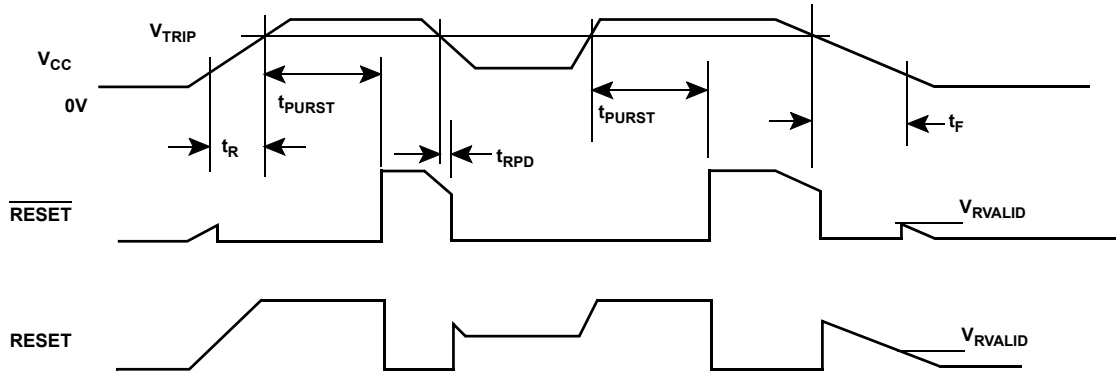 VTRIP
VCC
0V
tPURST
tPURST
tR
tRPD
tF
RESET
VRVALID
RESET
VRVALID